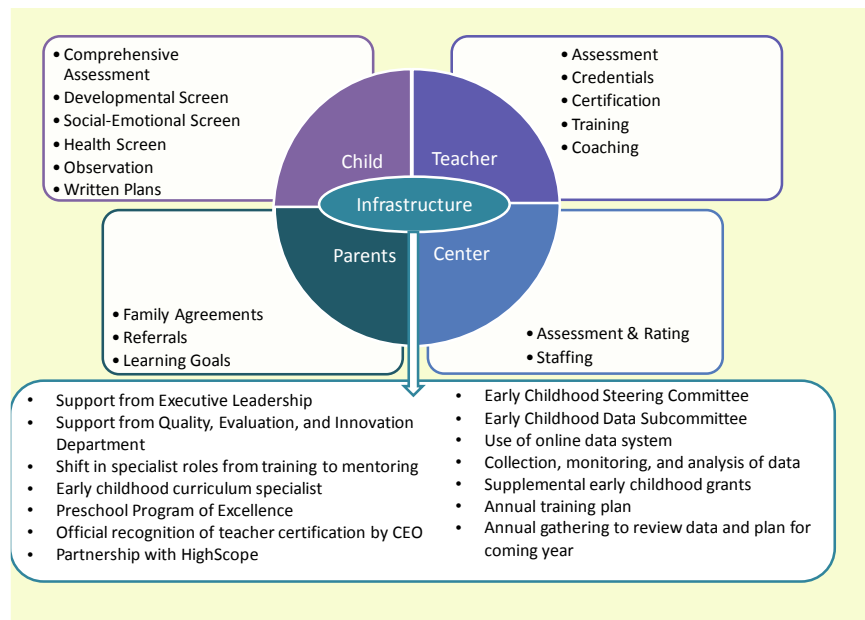 • Comprehensive
Assessment
• Developmental Screen
• Social-Emotional Screen
• Health Screen
• Observation
• Written Plans
• Assessment
• Credentials
• Certification
• Training
• Coaching
Child
Teacher
Infrastructure
Parents
Center
• Family Agreements
• Referrals
• Learning Goals
• Assessment & Rating
• Staffing
• Support from Executive Leadership
• Support from Quality, Evaluation, and Innovation
Department
• Shift in specialist roles from training to mentoring
• Early childhood curriculum specialist
• Preschool Program of Excellence
• Official recognition of teacher certification by CEO
• Partnership with HighScope
• Early Childhood Steering Committee
• Early Childhood Data Subcommittee
• Use of online data system
• Collection, monitoring, and analysis of data
• Supplemental early childhood grants
• Annual training plan
• Annual gathering to review data and plan for
coming year